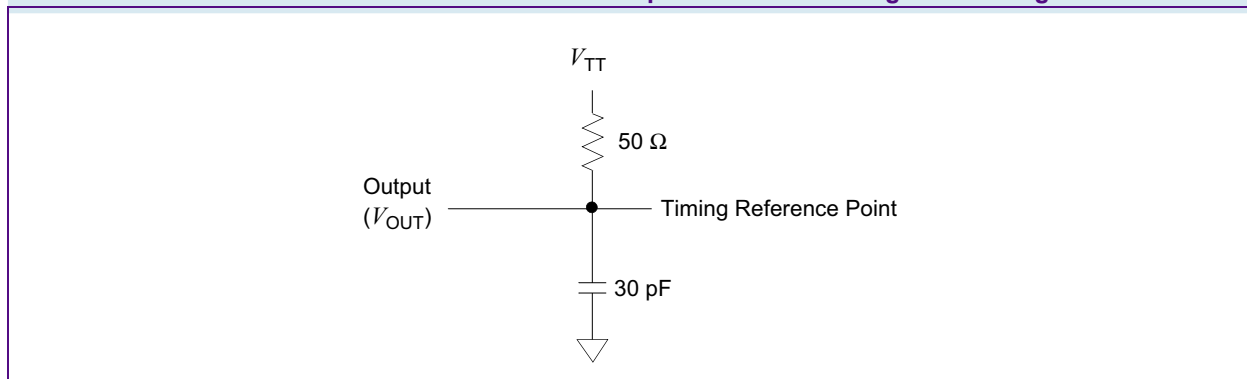 V_TT
50 Ω
Output
(V_OUT)
Timing Reference Point
30 pF